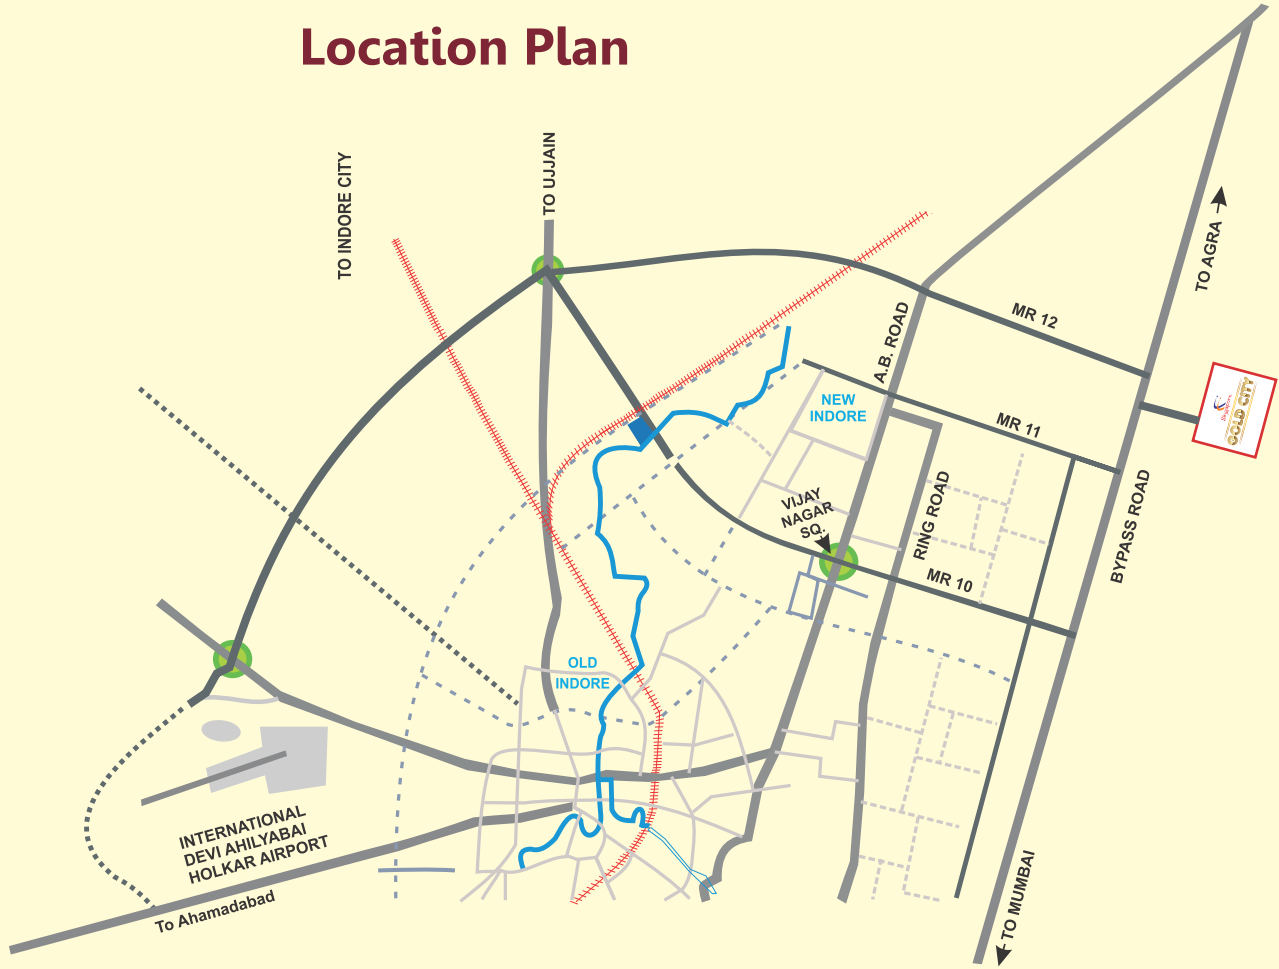 Location Plan
TO INDORE CITY
TO UJJAIN
TO AGRA
MR 12
A.B. ROAD
NEW
INDORE
MR 11
GOLD CITY
VIJAY
NAGAR
SQ.
RING ROAD
BYPASS ROAD
MR 10
OLD
INDORE
INTERNATIONAL
DEVI AHILYABAI
HOLKAR AIRPORT
To Ahamadabad
TO MUMBAI